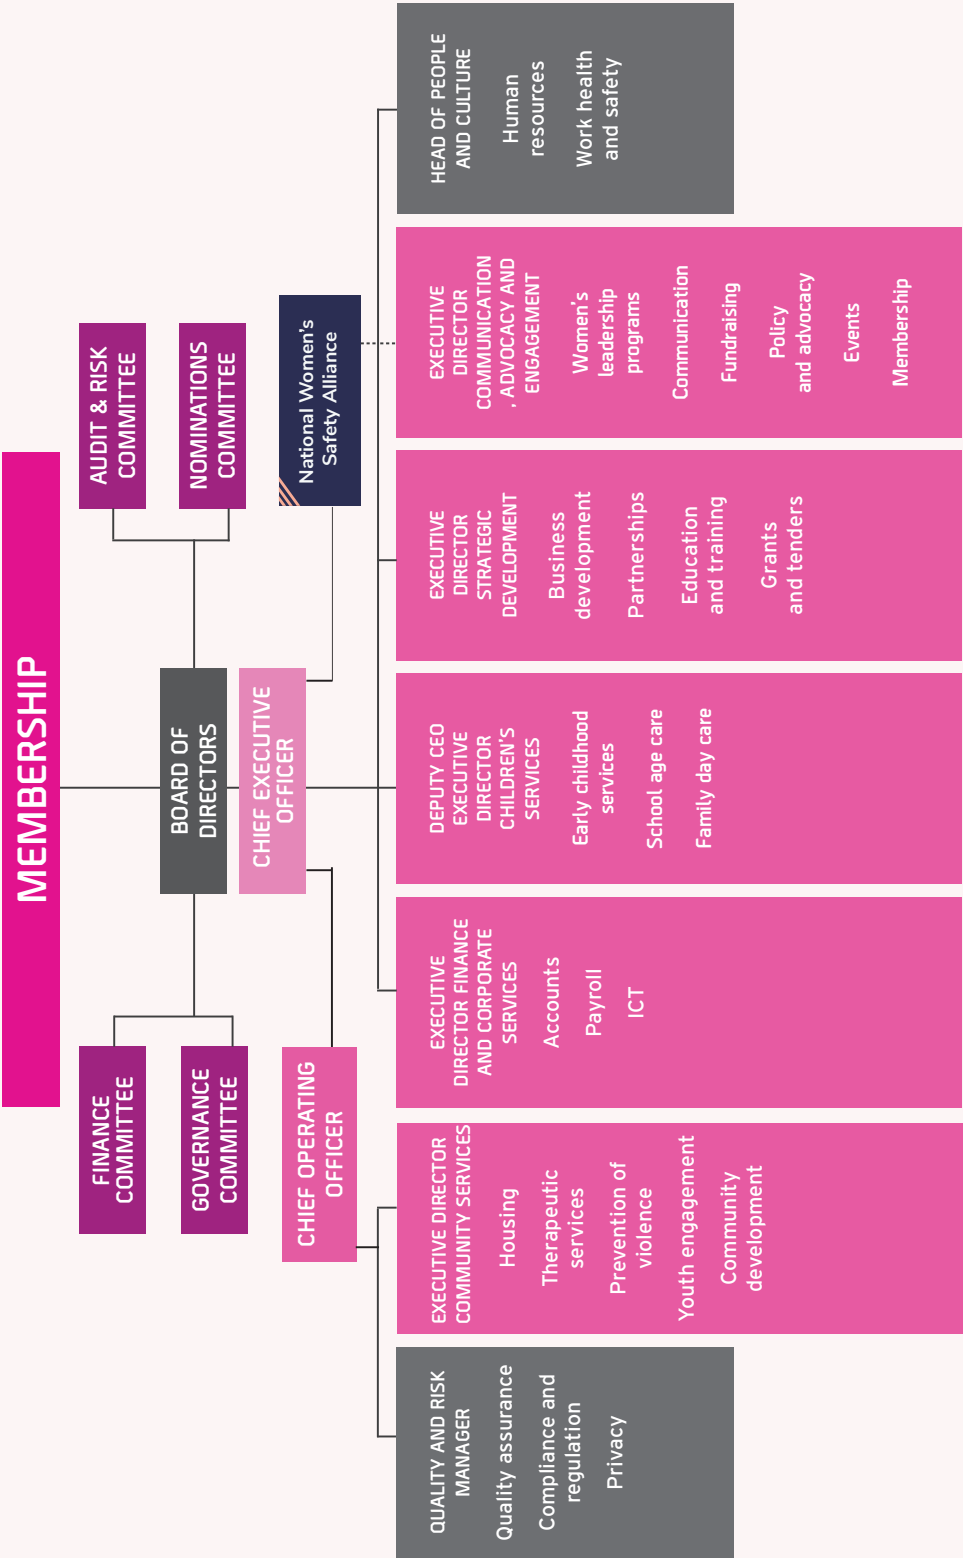 MEMBERSHIP
FINANCE
COMMITTEE
GOVERNANCE
COMMITTEE
AUDIT & RISK
COMMITTEE
NOMINATIONS
COMMITTEE
BOARD OF
DIRECTORS
CHIEF EXECUTIVE
OFFICER
CHIEF OPERATING
OFFICER
National Women's
Safety Alliance
QUALITY AND RISK
MANAGER
Quality assurance
Compliance and
regulation
Privacy
EXECUTIVE DIRECTOR
COMMUNITY SERVICES
Housing
Therapeutic
services
Prevention of
violence
Youth engagement
Community
development
EXECUTIVE
DIRECTOR FINANCE
AND CORPORATE
SERVICES
Accounts
Payroll
ICT
DEPUTY CEO
EXECUTIVE
DIRECTOR
CHILDREN'S
SERVICES
Early childhood
services
School age care
Family day care
EXECUTIVE
DIRECTOR
STRATEGIC
DEVELOPMENT
Business
development
Partnerships
Education
and training
Grants
and tenders
EXECUTIVE
DIRECTOR
COMMUNICATION
, ADVOCACY AND
ENGAGEMENT
Women's
leadership
programs
Communication
Fundraising
Policy
and advocacy
Events
Membership
HEAD OF PEOPLE
AND CULTURE
Human
resources
Work health
and safety